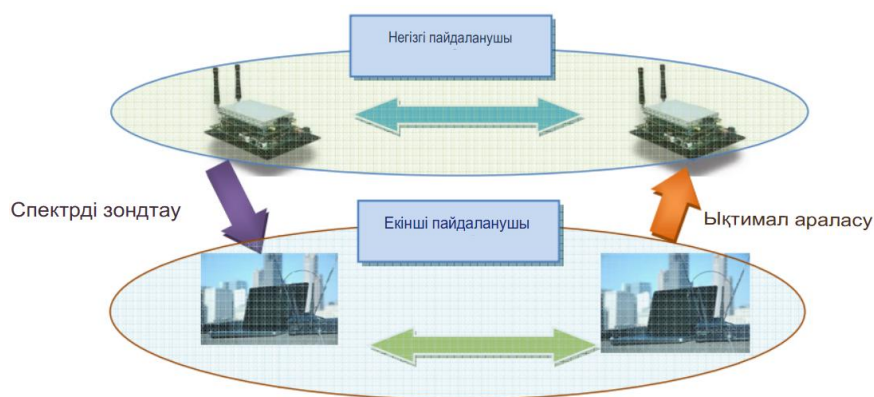 Негізгі пайдаланушы
Спектрді зондтау
Екінші пайдаланушы
Ықтимал араласу